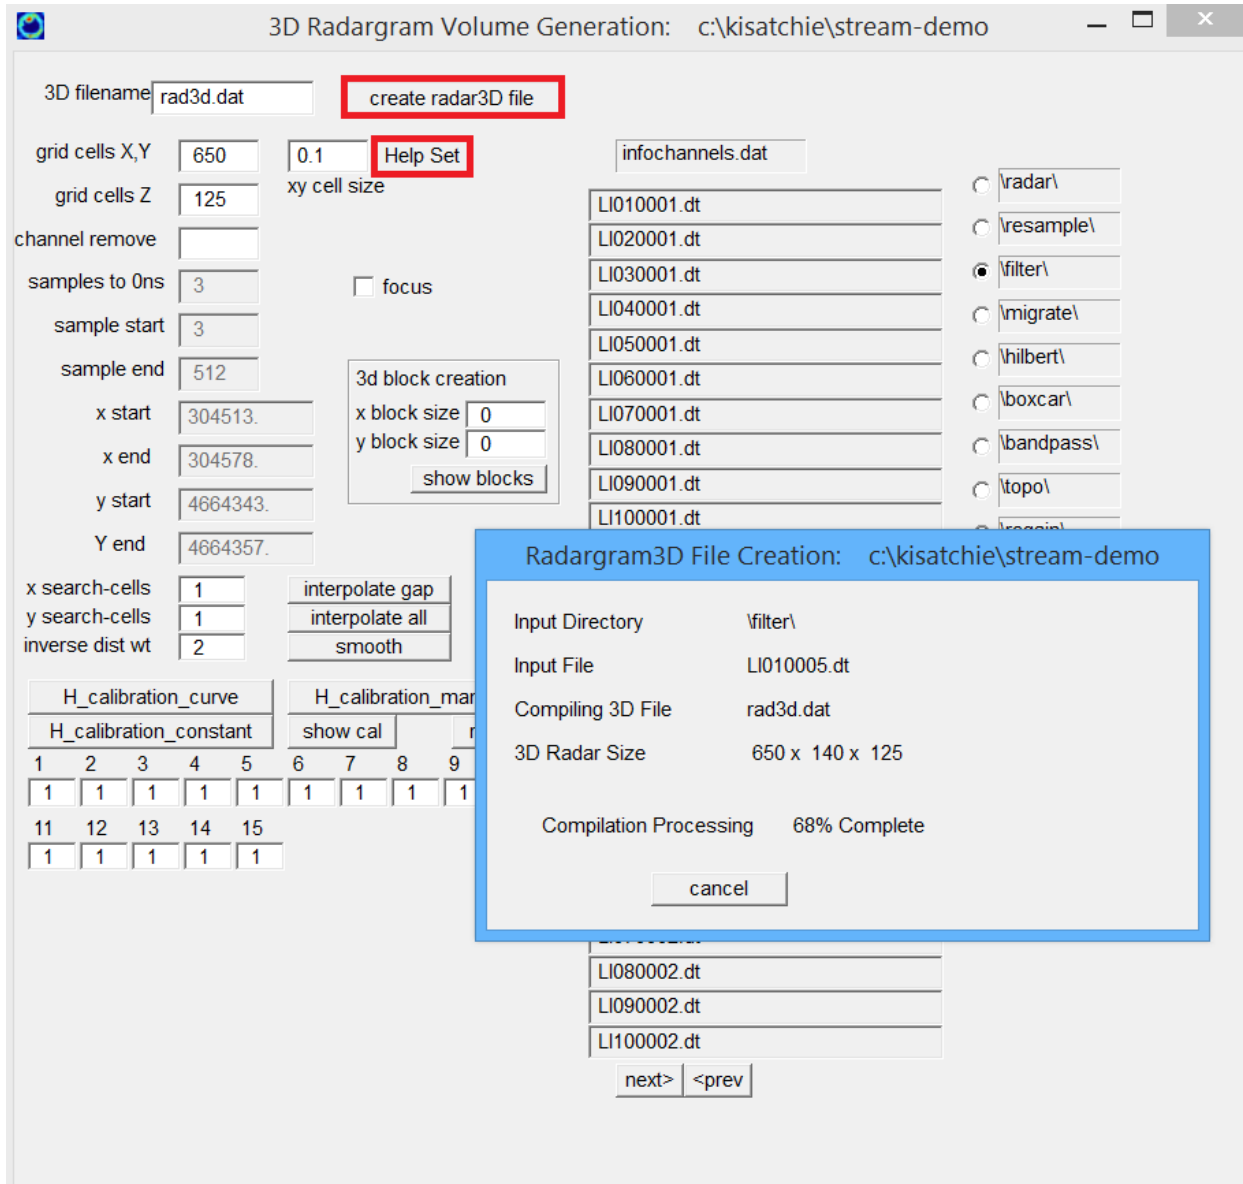 3D Radargram Volume Generation: c:\kisatchie\stream-demo
3D filename rad3d.dat create radar3D file
grid cells X,Y 650 0.1 Help Set infochannels.dat
xy cell size
grid cells Z 125
channel remove
samples to 0ns 3 focus
sample start 3
sample end 512
x start 304513.
x end 304578.
y start 4664343.
Y end 4664357.
3d block creation
x block size 0
y block size 0
show blocks
x search-cells 1 interpolate gap
y search-cells 1 interpolate all
inverse dist wt 2 smooth
H_calibration_curve H_calibration_mar
H_calibration_constant show cal
1 2 3 4 5 6 7 8 9
1 1 1 1 1 1 1 1 1
11 12 13 14 15
1 1 1 1 1
LI010001.dt
LI020001.dt
LI030001.dt
LI040001.dt
LI050001.dt
LI060001.dt
LI070001.dt
LI080001.dt
LI090001.dt
LI100001.dt
\radar\
\resample\
\filter\
\migrate\
\hilbert\
\boxcar\
\bandpass\
\topo\
Radargram3D File Creation: c:\kisatchie\stream-demo
Input Directory \filter\
Input File LI010005.dt
Compiling 3D File rad3d.dat
3D Radar Size 650 x 140 x 125
Compilation Processing 68% Complete
cancel
LI080002.dt
LI090002.dt
LI100002.dt
next> <prev